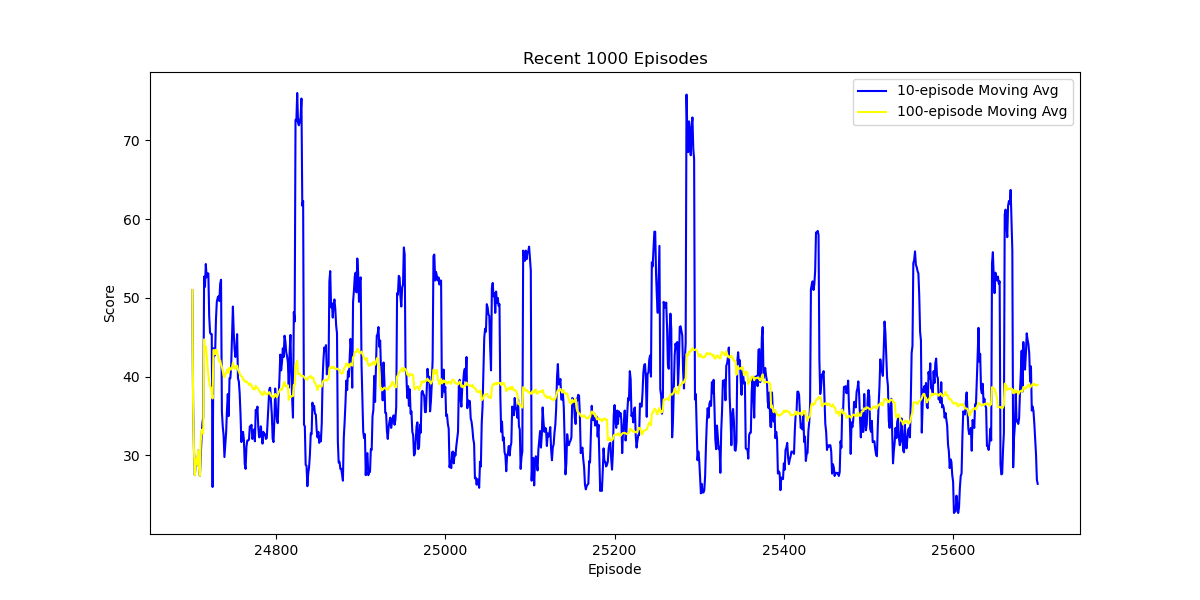 Recent 1000 Episodes
10-episode Moving Avg
100-episode Moving Avg
Score
70
60
50
40
30
24800
25000
25200
25400
25600
Episode